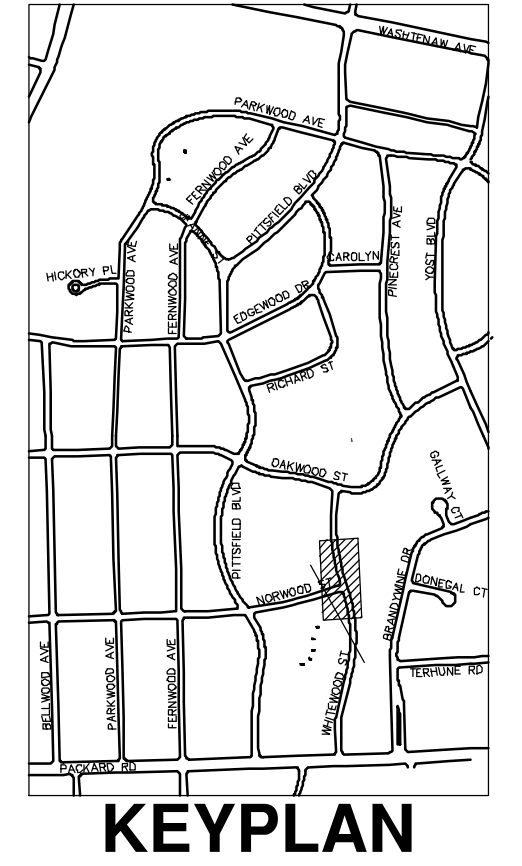 WASHTENAW AVE
PARKWOOD AVE
FERNWOOD AVE
PITTSFIELD BLVD
CAROLYN
PINECREST AVE
YOST BLVD
HICKORY PL
PARKWOOD AVE
FERNWOOD AVE
EDGEWOOD DR
RICHARD ST
OAKWOOD ST
GALLWAY CT
PITTSFIELD BLVD
NORWOOD ST
BRANDYWNE DR
DONEGAL CT
WHITEWOOD ST
TERHUNE RD
BELLWOOD AVE
PARKWOOD AVE
FERNWOOD AVE
PACKARD RD
KEYPLAN